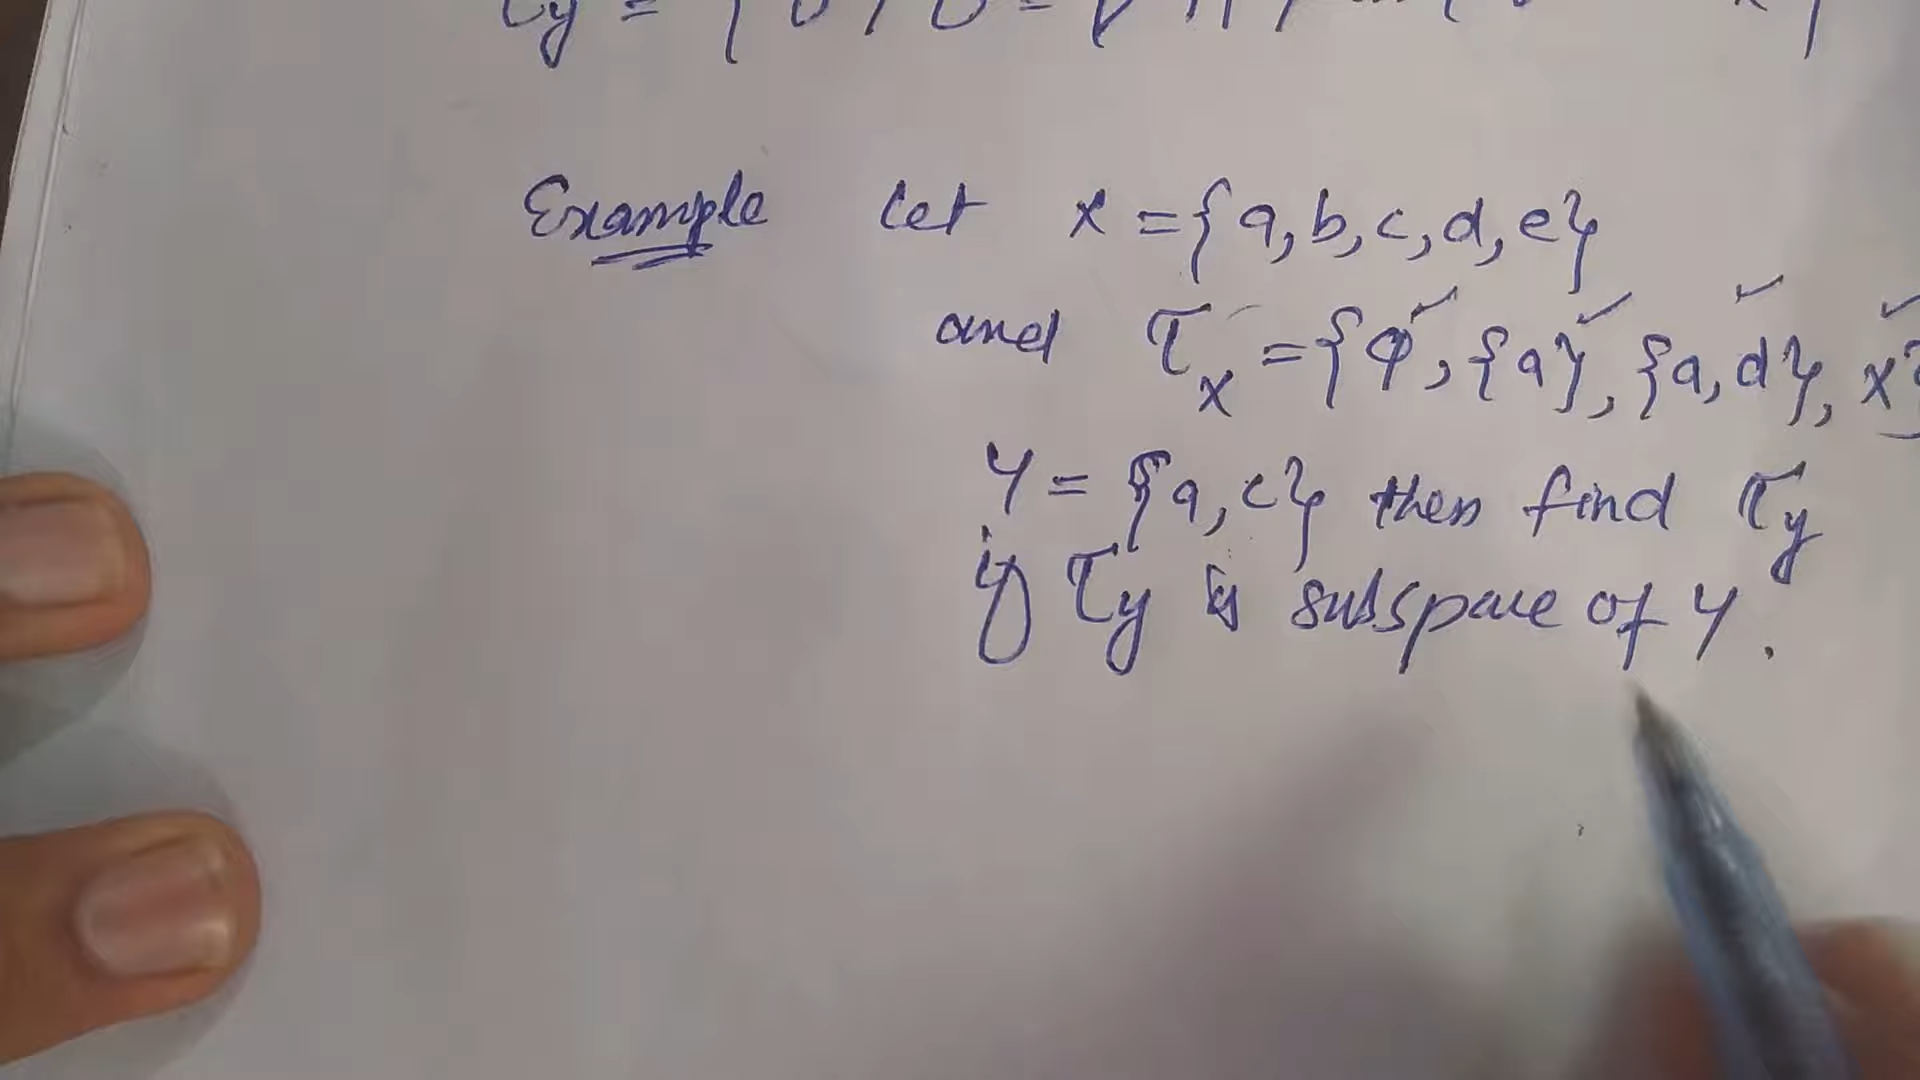 Example Let x = {a, b, c, d, e}
and τx = {φ, {a}, {a, d}, x}
Y = {a, c} then find τy
if τy is subspace of Y.